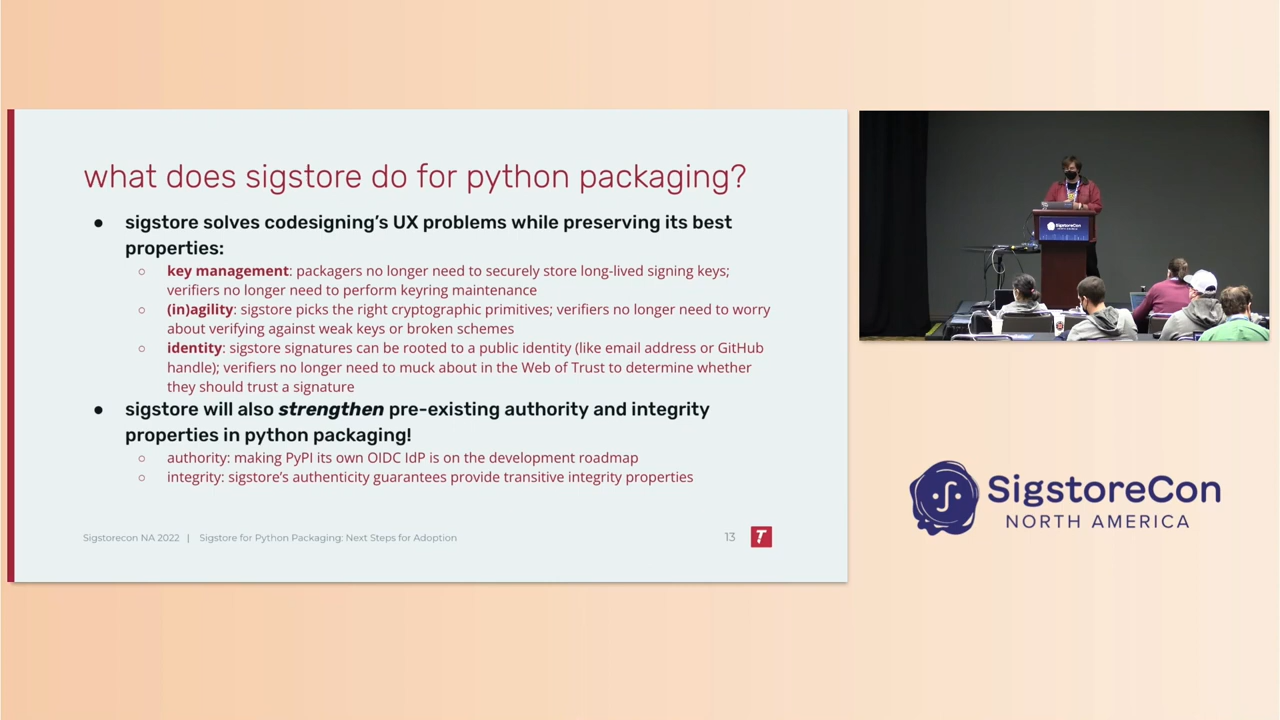 what does sigstore do for python packaging?
● sigstore solves codesigning's UX problems while preserving its best
properties:
○ key management: packagers no longer need to securely store long-lived signing keys;
verifiers no longer need to perform keyring maintenance
○ (in)agility: sigstore picks the right cryptographic primitives; verifiers no longer need to worry
about verifying against weak keys or broken schemes
○ identity: sigstore signatures can be rooted to a public identity (like email address or GitHub
handle); verifiers no longer need to muck about in the Web of Trust to determine whether
they should trust a signature
● sigstore will also strengthen pre-existing authority and integrity
properties in python packaging!
○ authority: making PyPI its own OIDC IdP is on the development roadmap
○ integrity: sigstore's authenticity guarantees provide transitive integrity properties
Sigstorecon NA 2022 | Sigstore for Python Packaging: Next Steps for Adoption
13
SigstoreCon
SigstoreCon
NORTH AMERICA